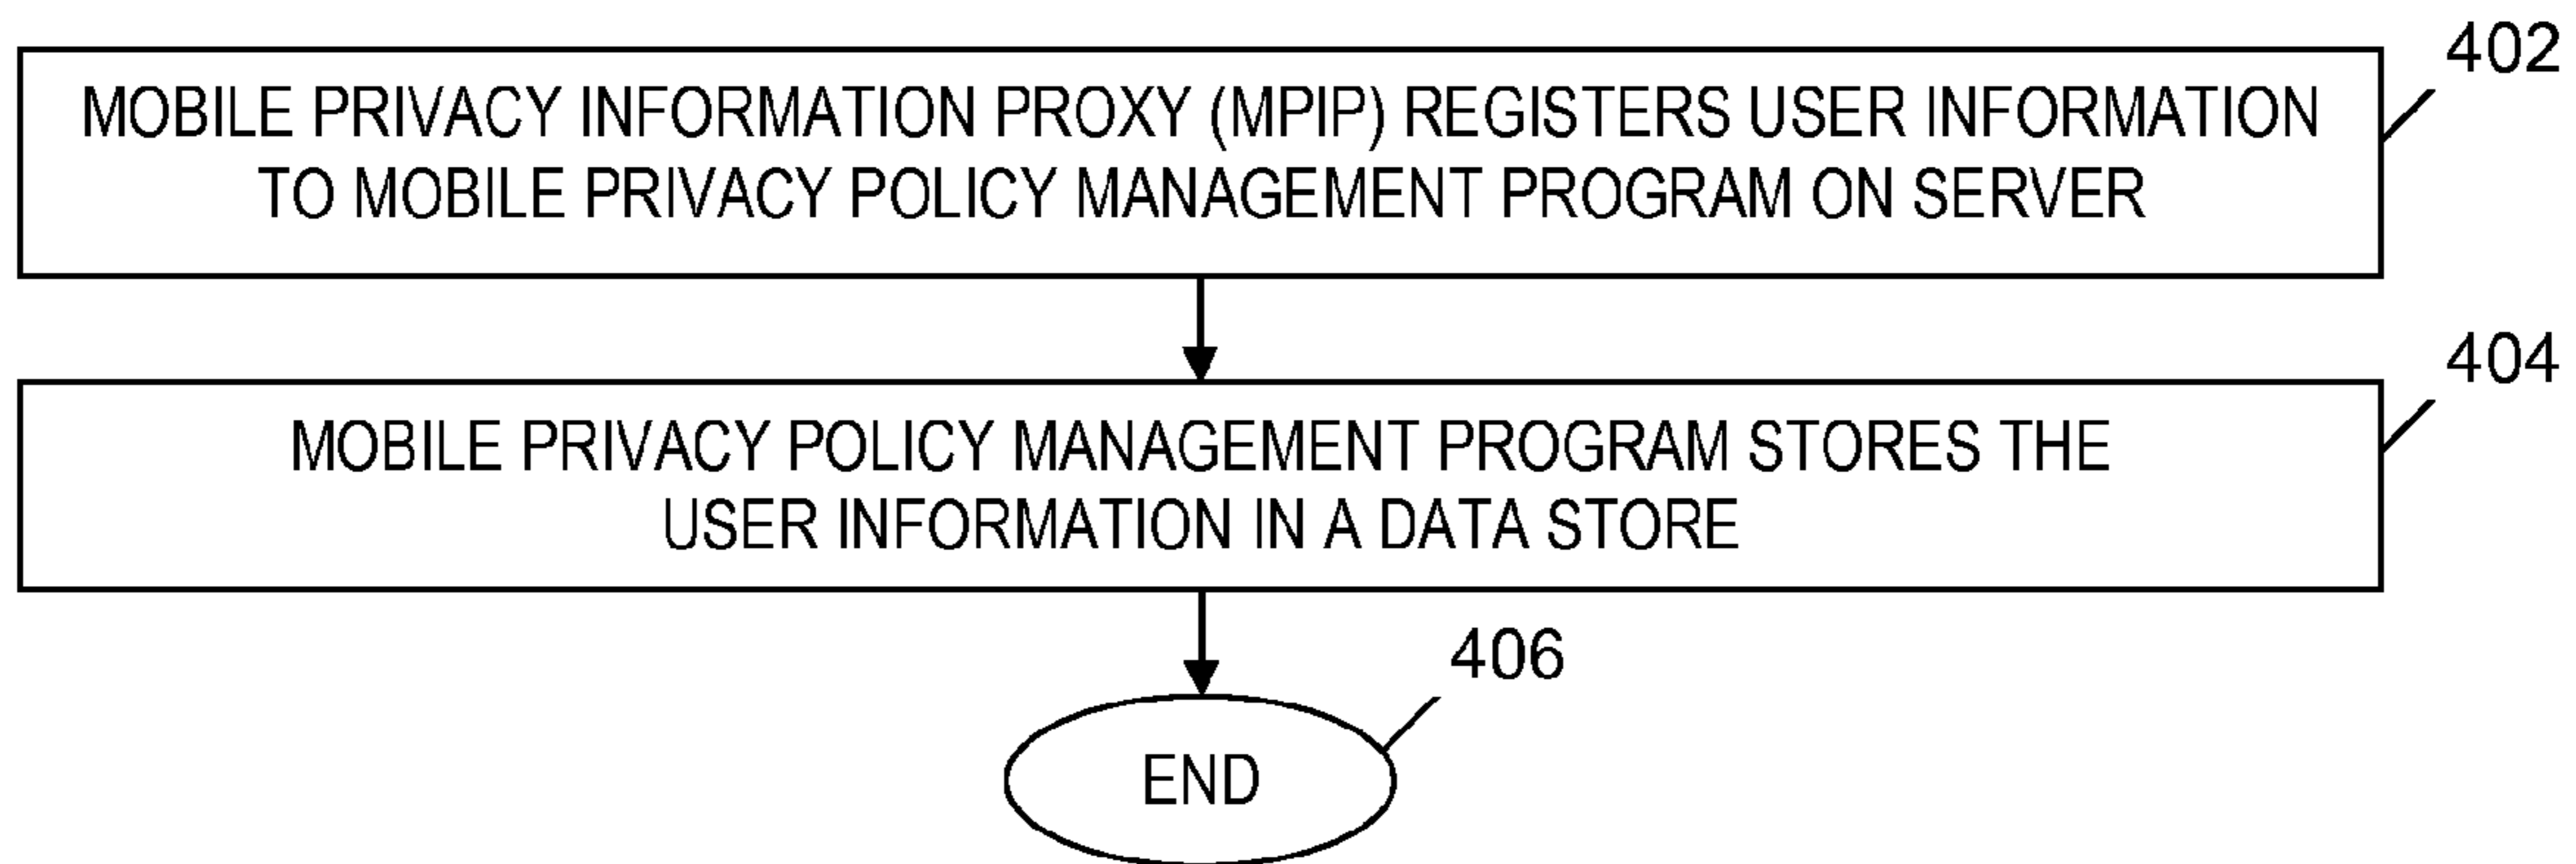 402
MOBILE PRIVACY INFORMATION PROXY (MPIP) REGISTERS USER INFORMATION
TO MOBILE PRIVACY POLICY MANAGEMENT PROGRAM ON SERVER
404
MOBILE PRIVACY POLICY MANAGEMENT PROGRAM STORES THE
USER INFORMATION IN A DATA STORE
406
END